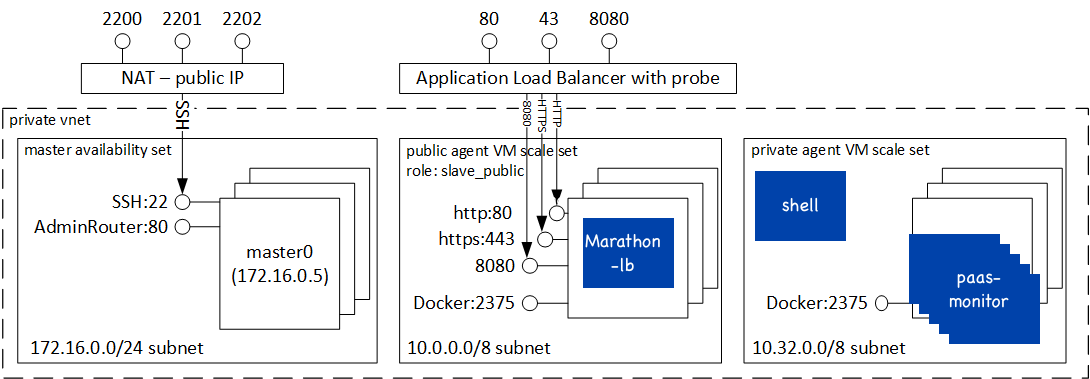 2200 2201 2202
80 43 8080
NAT – public IP
Application Load Balancer with probe
SSH
8080
HTTPS
HTTP
private vnet
master availability set
SSH:22
AdminRouter:80
master0
(172.16.0.5)
172.16.0.0/24 subnet
public agent VM scale set
role: slave_public
http:80
https:443
8080
Docker:2375
Marathon
-lb
10.0.0.0/8 subnet
private agent VM scale set
shell
Docker:2375
paas-
monitor
10.32.0.0/8 subnet